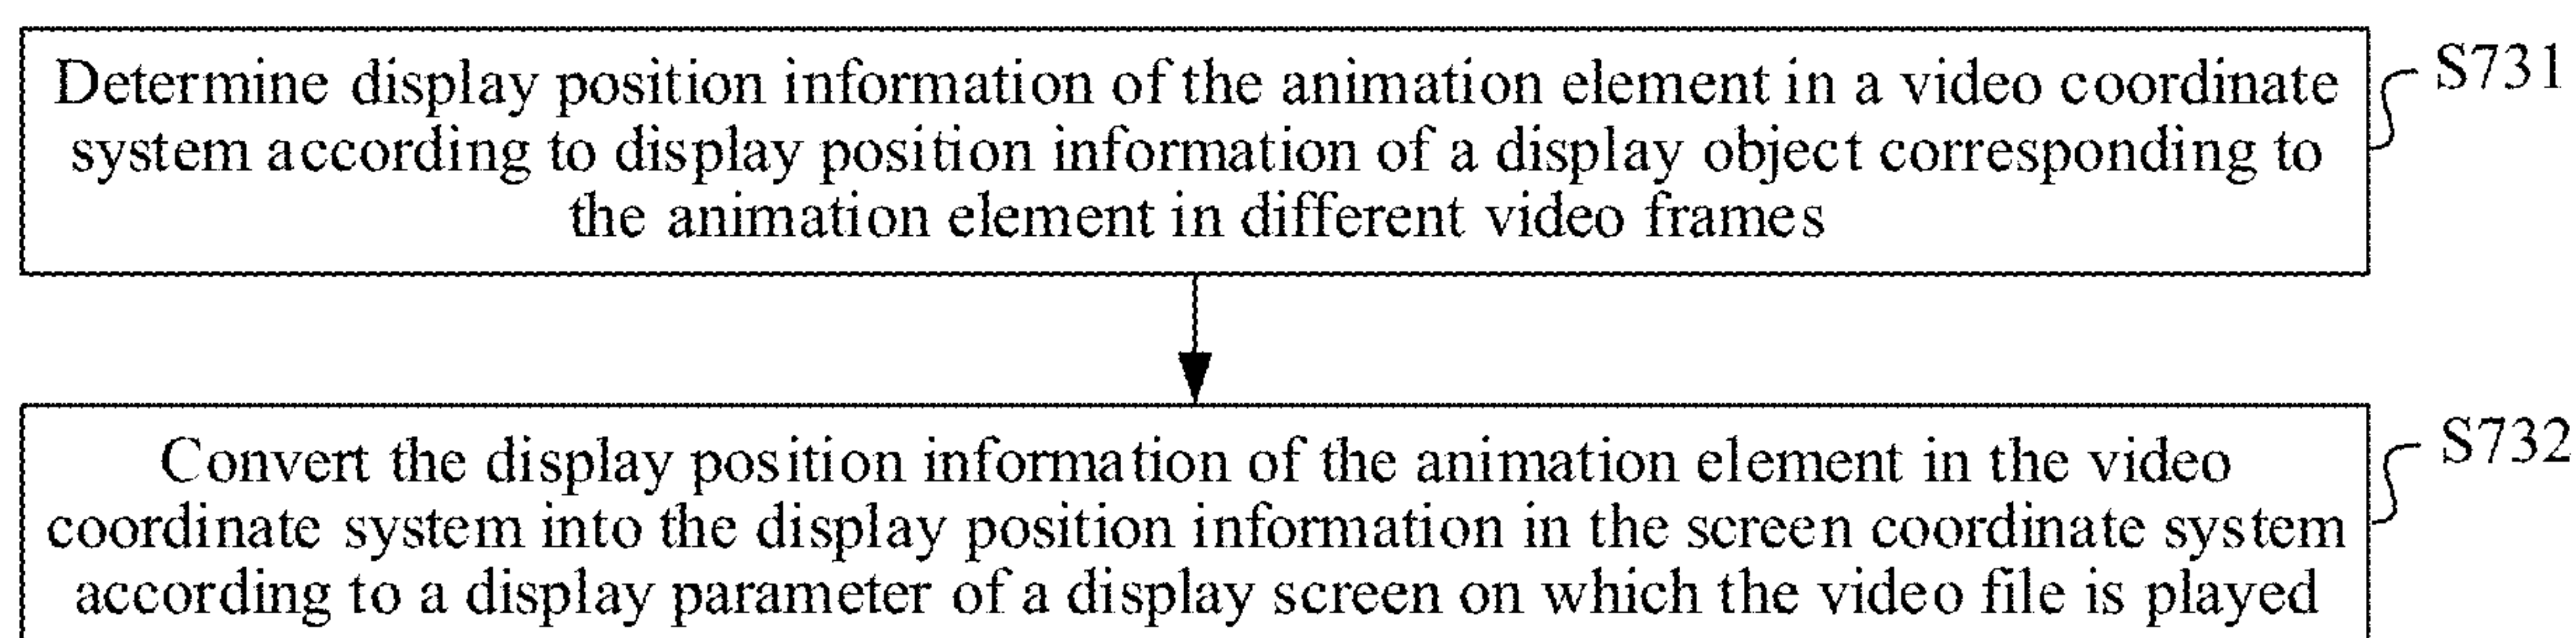 Determine display position information of the animation element in a video coordinate
system according to display position information of a display object corresponding to
the animation element in different video frames
S731
Convert the display position information of the animation element in the video
coordinate system into the display position information in the screen coordinate system
according to a display parameter of a display screen on which the video file is played
S732